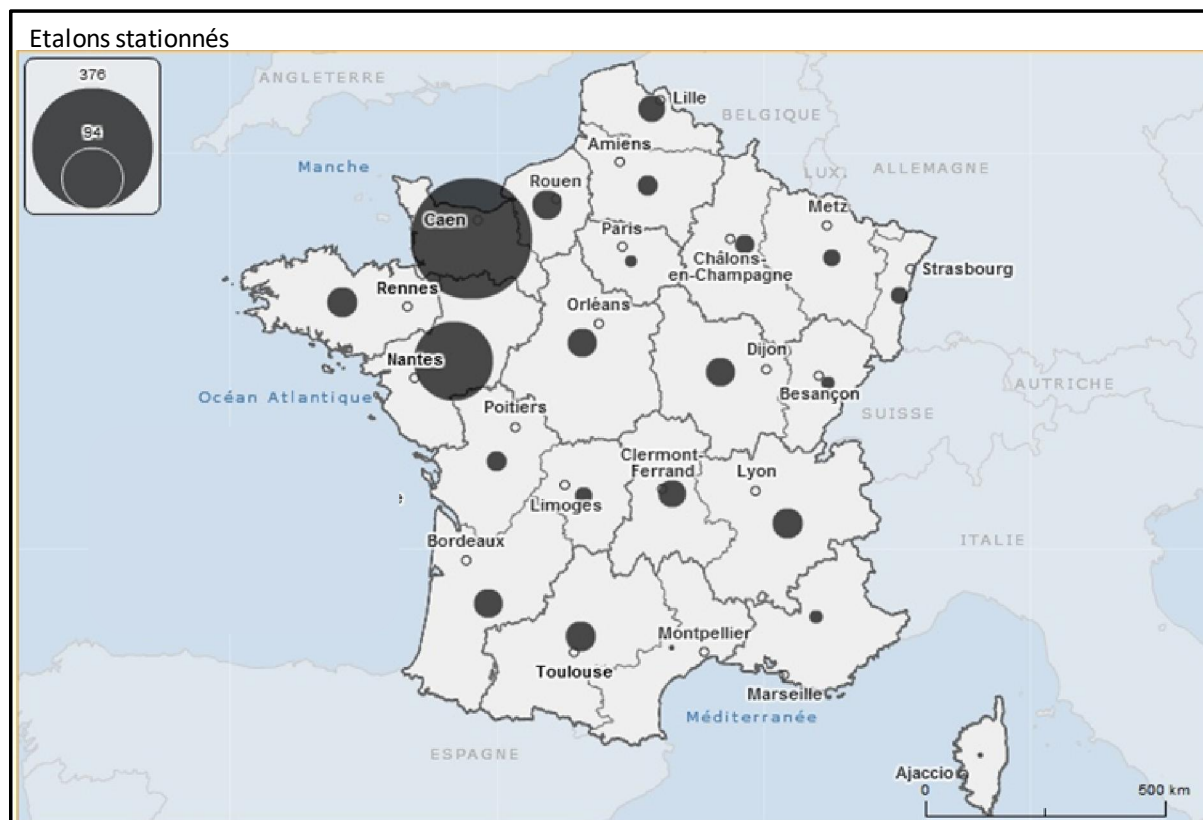 Etalons stationnés
376
94
ANGLETERRE
Lille
BELGIQUE
Amiens
Manche
LUX.
ALLEMAGNE
Rouen
Metz
Caen
Paris
Châlons-
en-Champagne
Strasbourg
Rennes
Orléans
Nantes
Dijon
Besançon
AUTRICHE
Océan Atlantique
Poitiers
SUISSE
Clermont-
Ferrand
Lyon
Limoges
Bordeaux
ITALIE
Montpellier
Toulouse
Marseille
Méditerranée
ESPAGNE
Ajaccio
0
500 km